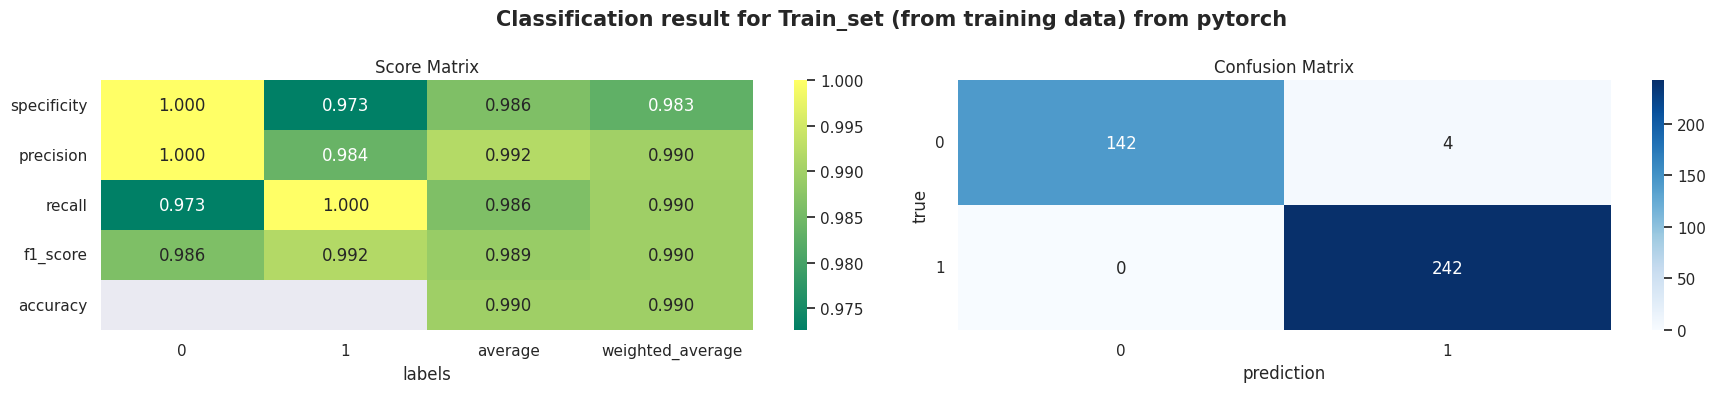 Classification result for Train_set (from training data) from pytorch
Score Matrix
specificity 1.000 0.973 0.986 0.983
precision 1.000 0.984 0.992 0.990
recall 0.973 1.000 0.986 0.990
f1_score 0.986 0.992 0.989 0.990
accuracy 0.990 0.990
0 1 average weighted_average
labels
1.000
0.995
0.990
0.985
0.980
0.975
Confusion Matrix
true
0 142 4
1 0 242
0 1
prediction
200
150
100
50
0